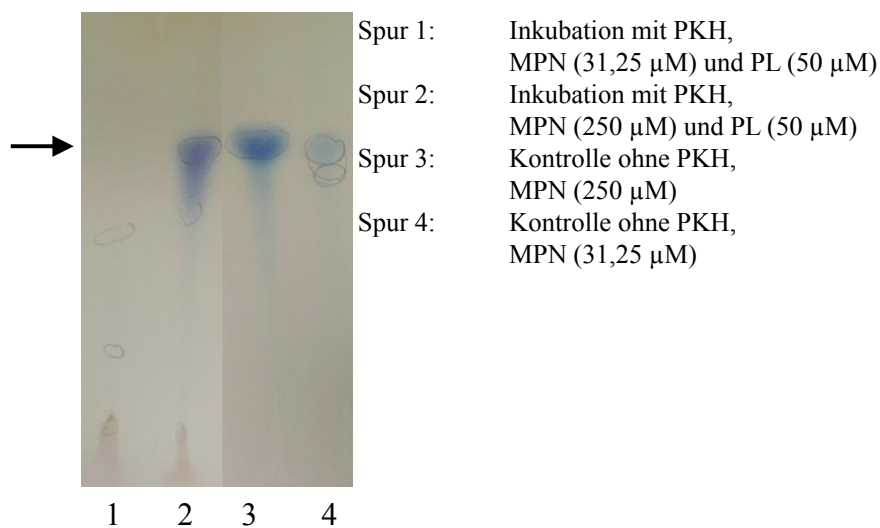 Spur 1: Inkubation mit PKH,
MPN (31,25 µM) und PL (50 µM)
Spur 2: Inkubation mit PKH,
MPN (250 µM) und PL (50 µM)
Spur 3: Kontrolle ohne PKH,
MPN (250 µM)
Spur 4: Kontrolle ohne PKH,
MPN (31,25 µM)
1 2 3 4